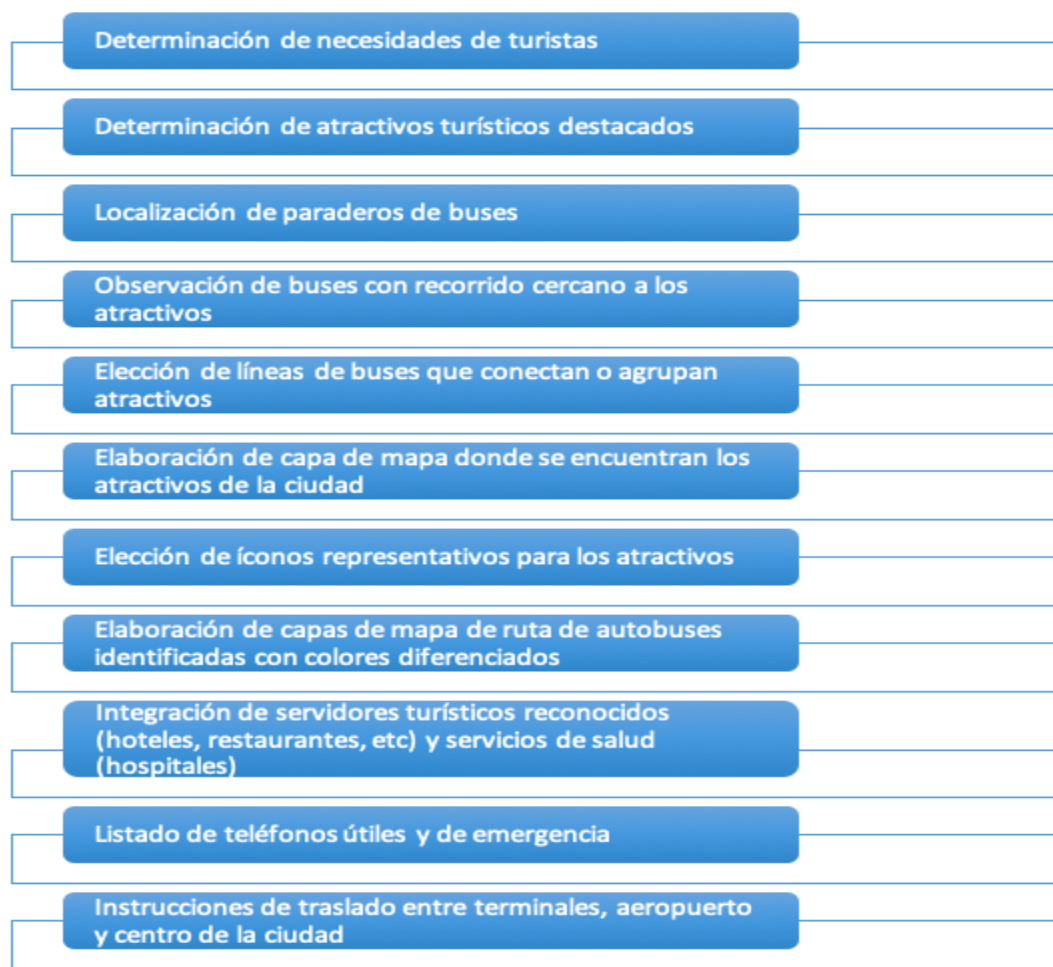 Determinación de necesidades de turistas
Determinación de atractivos turísticos destacados
Localización de paraderos de buses
Observación de buses con recorrido cercano a los
atractivos
Elección de líneas de buses que conectan o agrupan
atractivos
Elaboración de capa de mapa donde se encuentran los
atractivos de la ciudad
Elección de íconos representativos para los atractivos
Elaboración de capas de mapa de ruta de autobuses
identificadas con colores diferenciados
Integración de servidores turísticos reconocidos
(hoteles, restaurantes, etc) y servicios de salud
(hospitales)
Listado de teléfonos útiles y de emergencia
Instrucciones de traslado entre terminales, aeropuerto
y centro de la ciudad